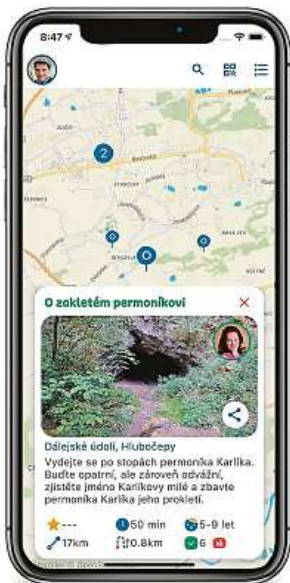 8:47
2
O zakletém permoníkovi
Dálejské údolí, Hlubočepy
Vydejte se po stopách permoníka Karlíka.
Buďte opatrní, ale zároveň odvážní,
zjistěte jméno Karlíkovy milé a zbavte
permoníka Karlíka jeho prokletí.
--- 50 min 5-9 let
17km 0.8km 6